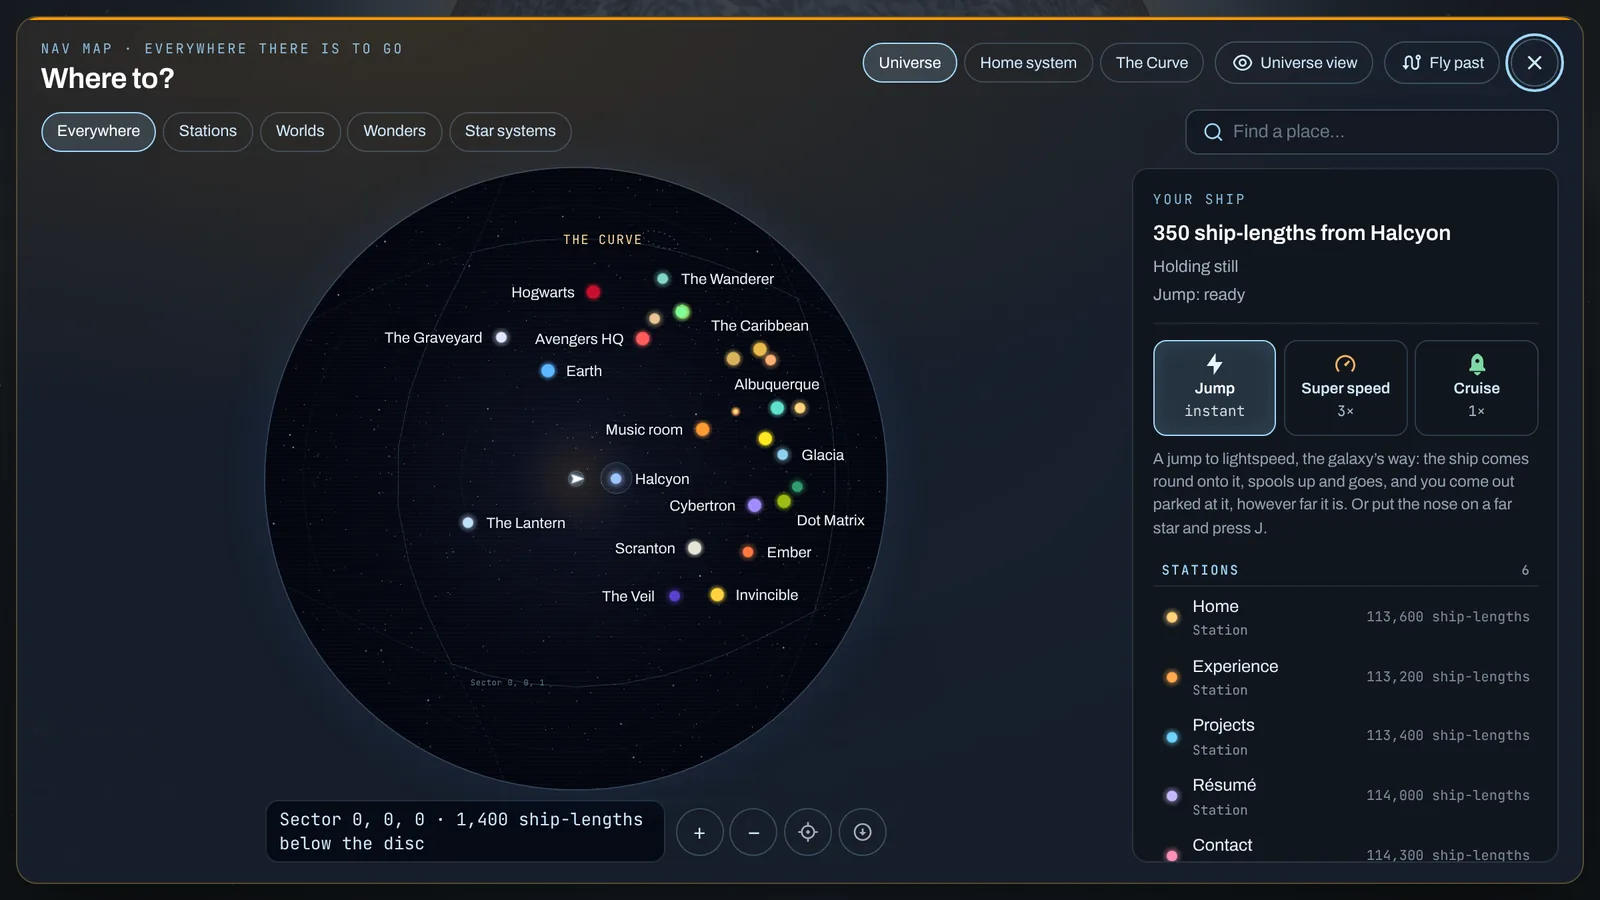 NAV MAP · EVERYWHERE THERE IS TO GO
Where to?
Universe
Home system
The Curve
Universe view
Fly past
Everywhere
Stations
Worlds
Wonders
Star systems
Find a place...
THE CURVE
The Wanderer
Hogwarts
The Caribbean
The Graveyard
Avengers HQ
Earth
Albuquerque
Music room
Glacia
Halcyon
Cybertron
Dot Matrix
The Lantern
Scranton
Ember
The Veil
Invincible
Sector 0, 0, 1
Sector 0, 0, 0 · 1,400 ship-lengths
below the disc
YOUR SHIP
350 ship-lengths from Halcyon
Holding still
Jump: ready
Jump
instant
Super speed
3×
Cruise
1×
A jump to lightspeed, the galaxy’s way: the ship comes
round onto it, spools up and goes, and you come out
parked at it, however far it is. Or put the nose on a far
star and press J.
STATIONS 6
Home
Station
113,600 ship-lengths
Experience
Station
113,200 ship-lengths
Projects
Station
113,400 ship-lengths
Résumé
Station
114,000 ship-lengths
Contact
114,300 ship-lengths